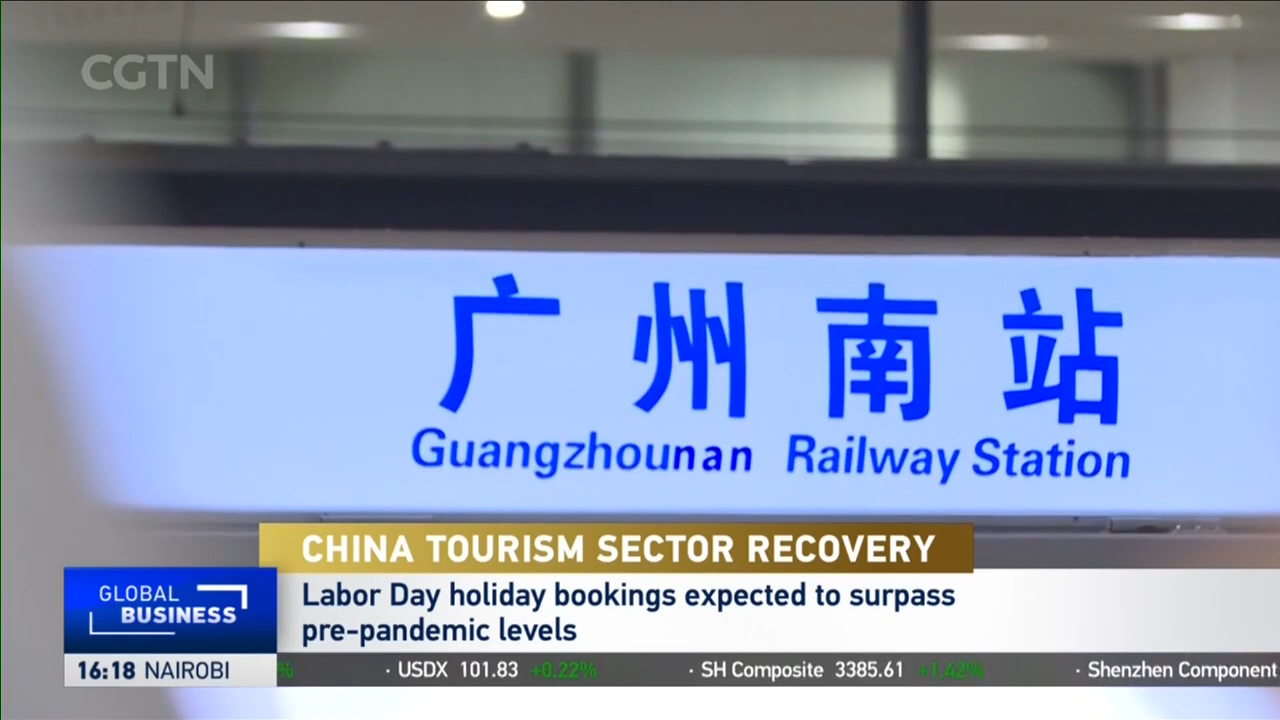 CGTN
广州南站
Guangzhounan Railway Station
CHINA TOURISM SECTOR RECOVERY
Labor Day holiday bookings expected to surpass
pre-pandemic levels
GLOBAL
BUSINESS
16:18 NAIROBI
% · USDX 101.83 +0.22% · SH Composite 3385.61 +1.42% · Shenzhen Component